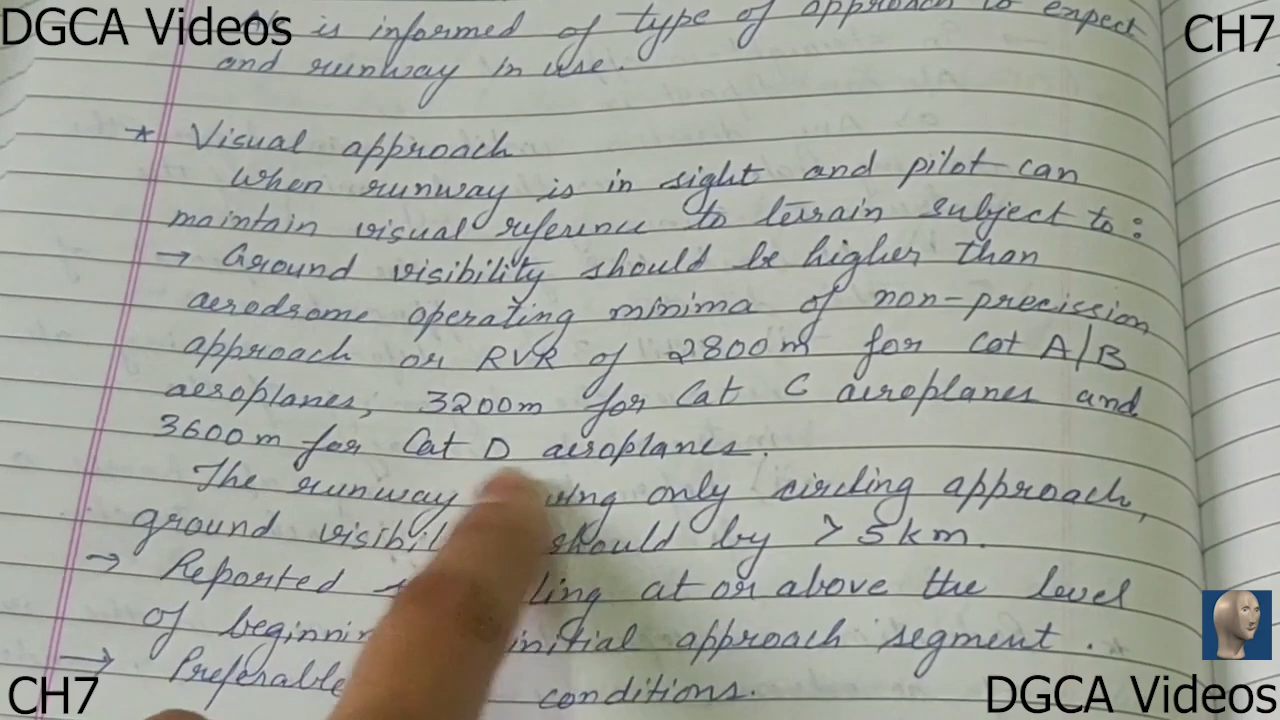 DGCA Videos
CH7
is informed of type of approach to expect
and runway in use.
* Visual approach
When runway is in sight and pilot can
maintain visual reference to terrain subject to:
→ Ground visibility should be higher than
aerodrome operating minima of non-precission
approach or RVR of 2800m for Cat A/B
aeroplanes, 3200m for Cat C aeroplanes and
3600m for Cat D aeroplanes.
The runway only circling approach,
ground should by > 5km.
→ Reported at or above the level
of initial approach segment.
→ Preferable conditions.
CH7
DGCA Videos